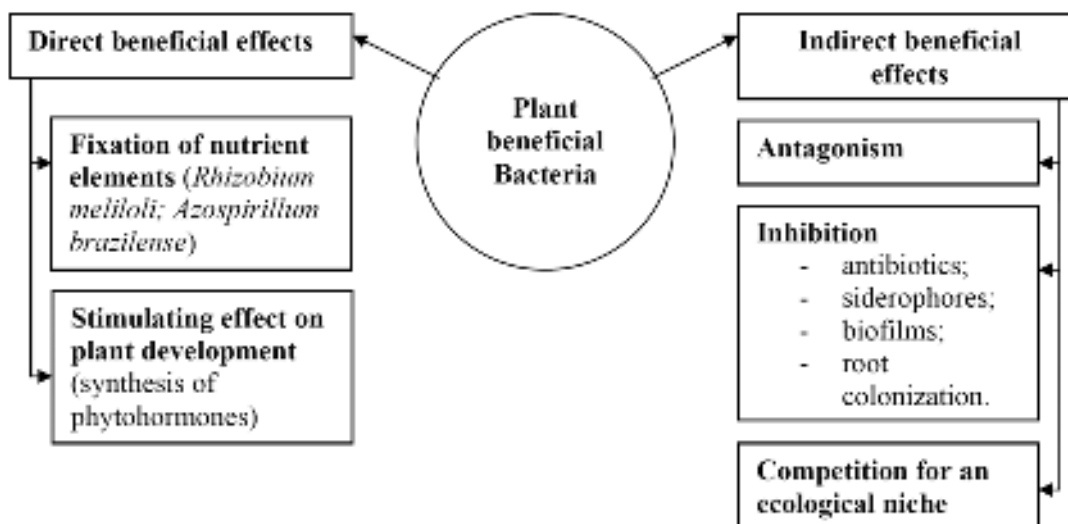 Direct beneficial effects
Fixation of nutrient
elements (Rhizobium
meliloli; Azospirillum
brazilense)
Stimulating effect on
plant development
(synthesis of
phytohormones)
Plant
beneficial
Bacteria
Indirect beneficial
effects
Antagonism
Inhibition
- antibiotics;
- siderophores;
- biofilms;
- root
colonization.
Competition for an
ecological niche